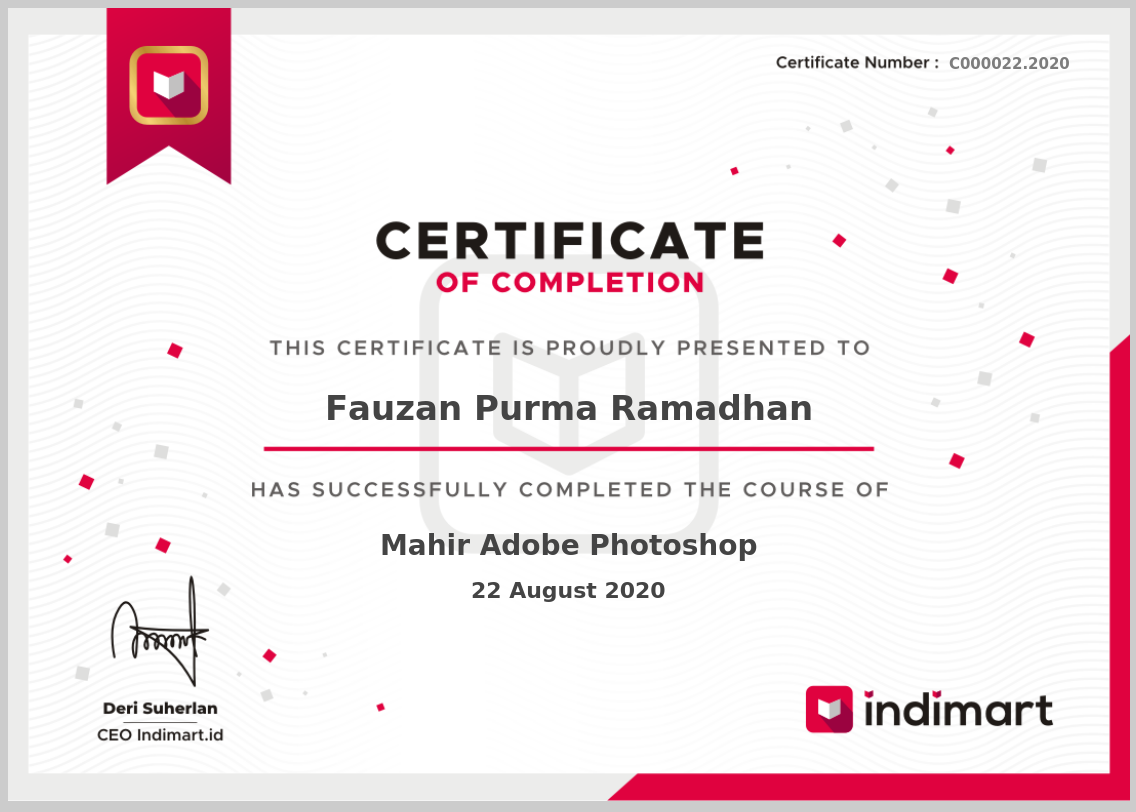 Certificate Number : C000022.2020
CERTIFICATE
OF COMPLETION
THIS CERTIFICATE IS PROUDLY PRESENTED TO
Fauzan Purma Ramadhan
HAS SUCCESSFULLY COMPLETED THE COURSE OF
Mahir Adobe Photoshop
22 August 2020
Deri Suherlan
CEO Indimart.id
indimart